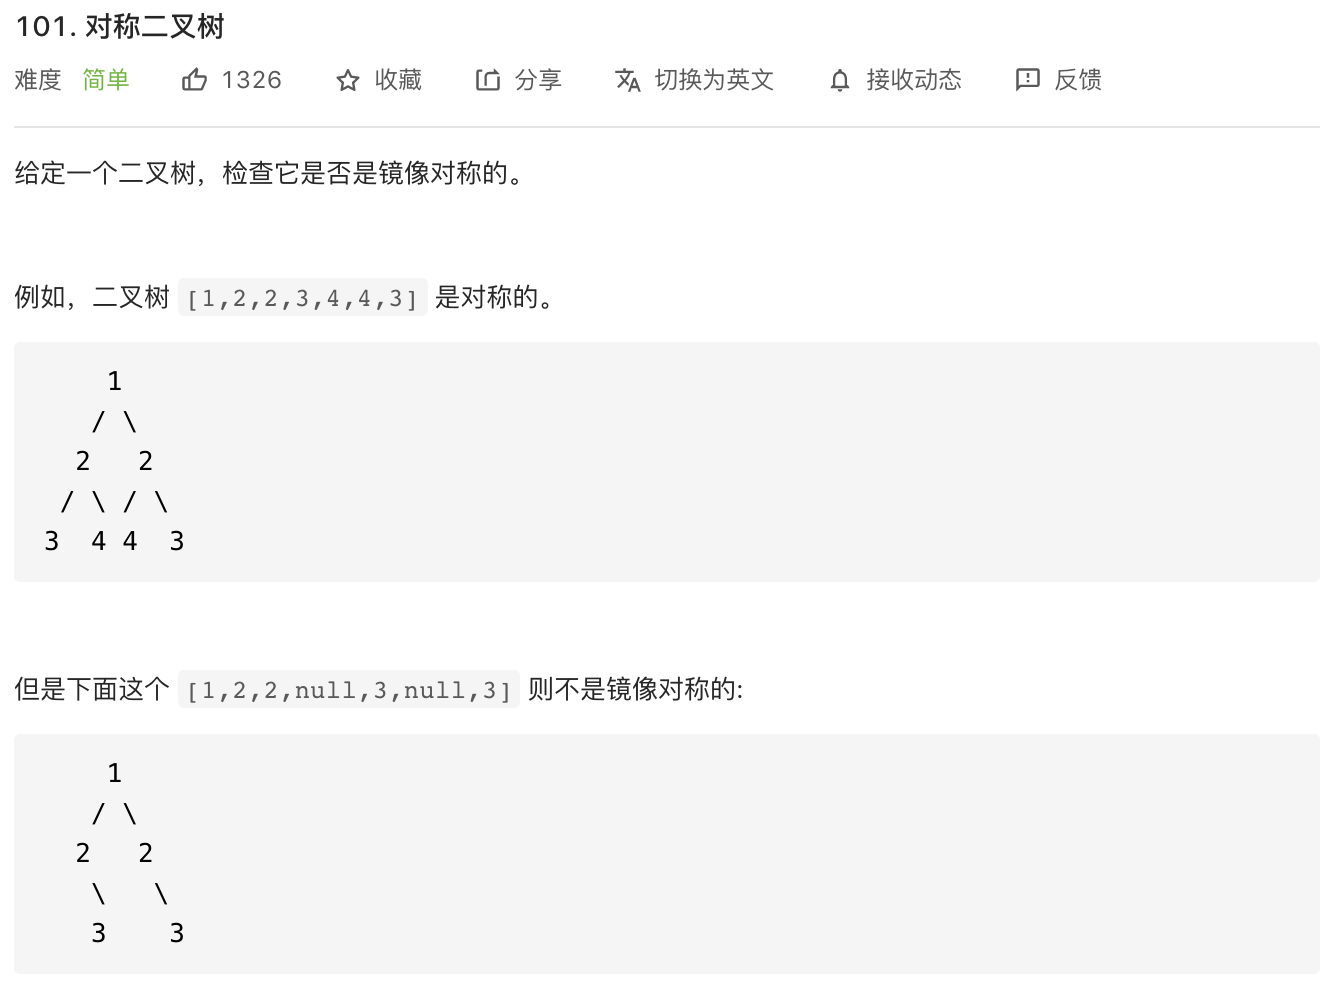 101. 对称二叉树
难度 简单 1326 收藏 分享 切换为英文 接收动态 反馈
给定一个二叉树，检查它是否是镜像对称的。
例如，二叉树 [1,2,2,3,4,4,3] 是对称的。
1
/ \
2 2
/ \ / \
3 4 4 3
但是下面这个 [1,2,2,null,3,null,3] 则不是镜像对称的:
1
/ \
2 2
\ \
3 3